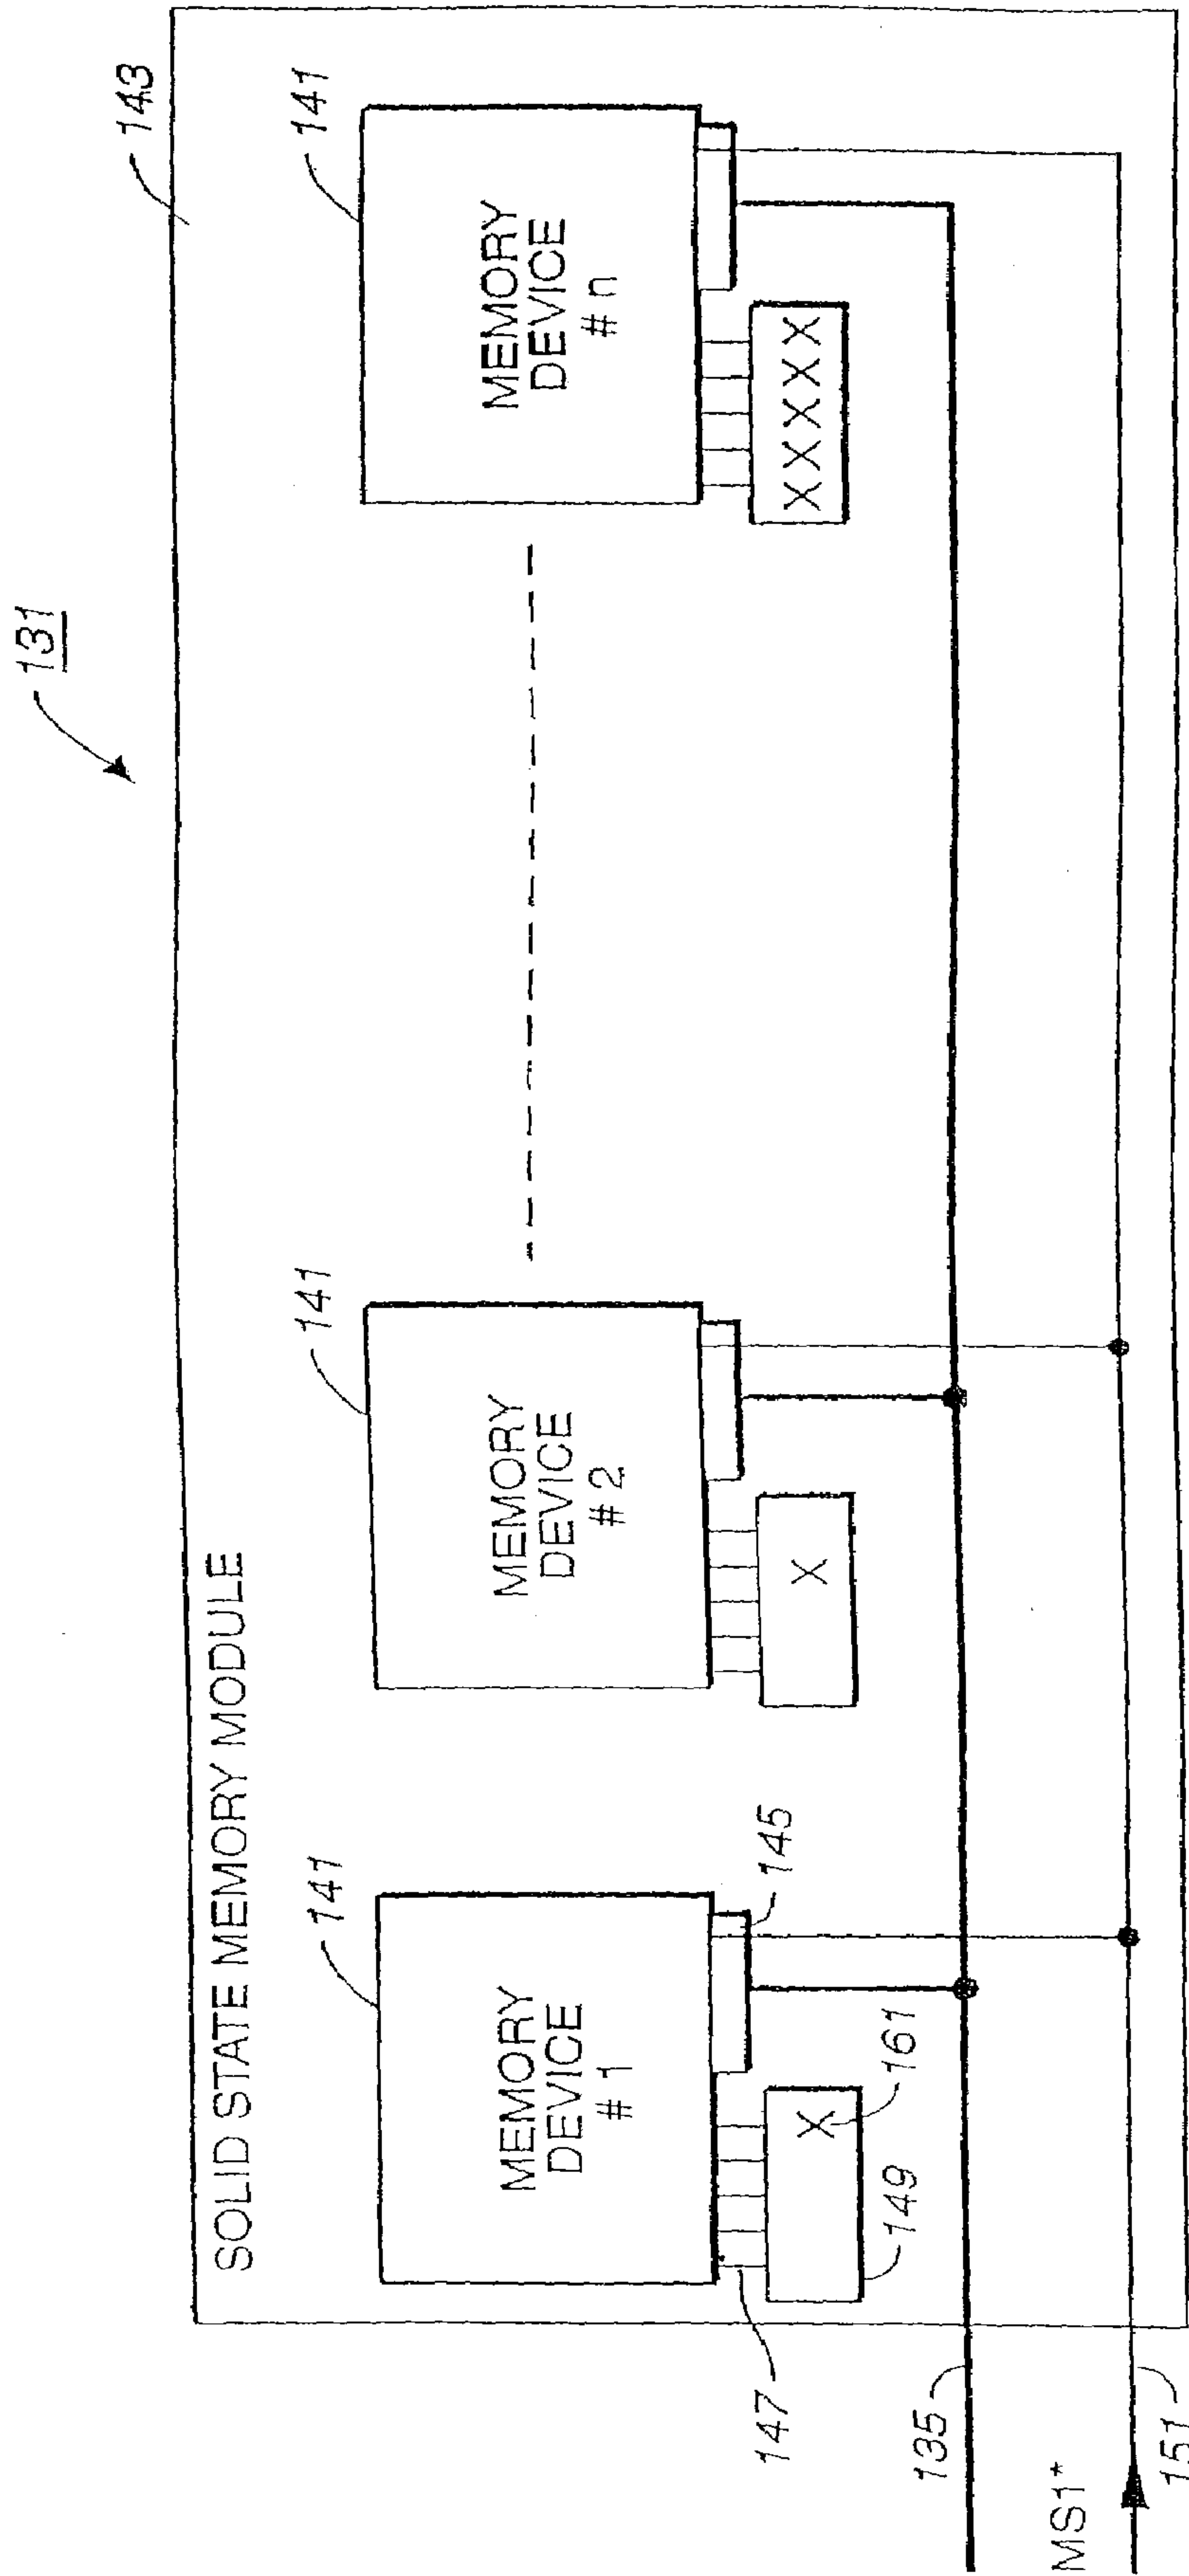 131
143
SOLID STATE MEMORY MODULE
141
141
141
MEMORY
DEVICE
# 1
MEMORY
DEVICE
# 2
MEMORY
DEVICE
# n
145
147
X
161
149
X
XXXXX
135
MS1*
151